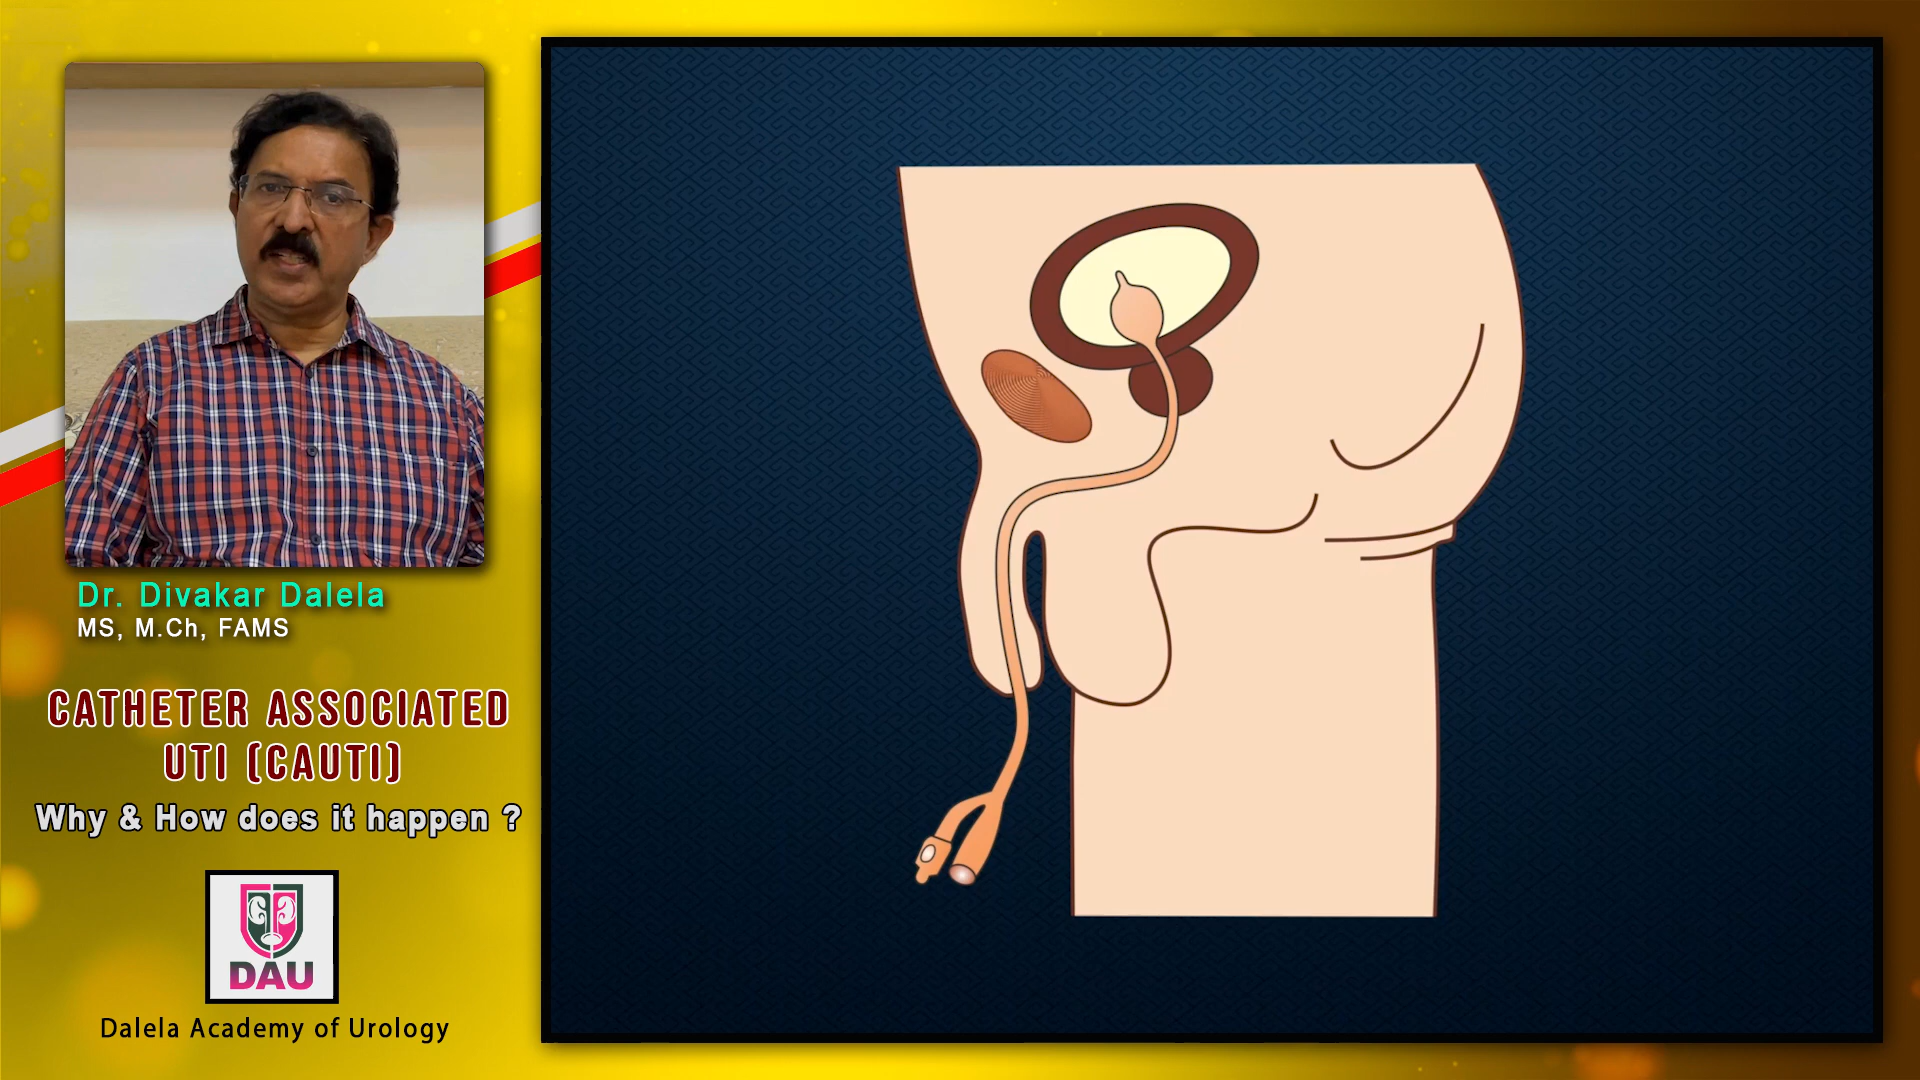 Dr. Divakar Dalela
MS, M.Ch, FAMS
CATHETER ASSOCIATED
UTI (CAUTI)
Why & How does it happen ?
DAU
Dalela Academy of Urology